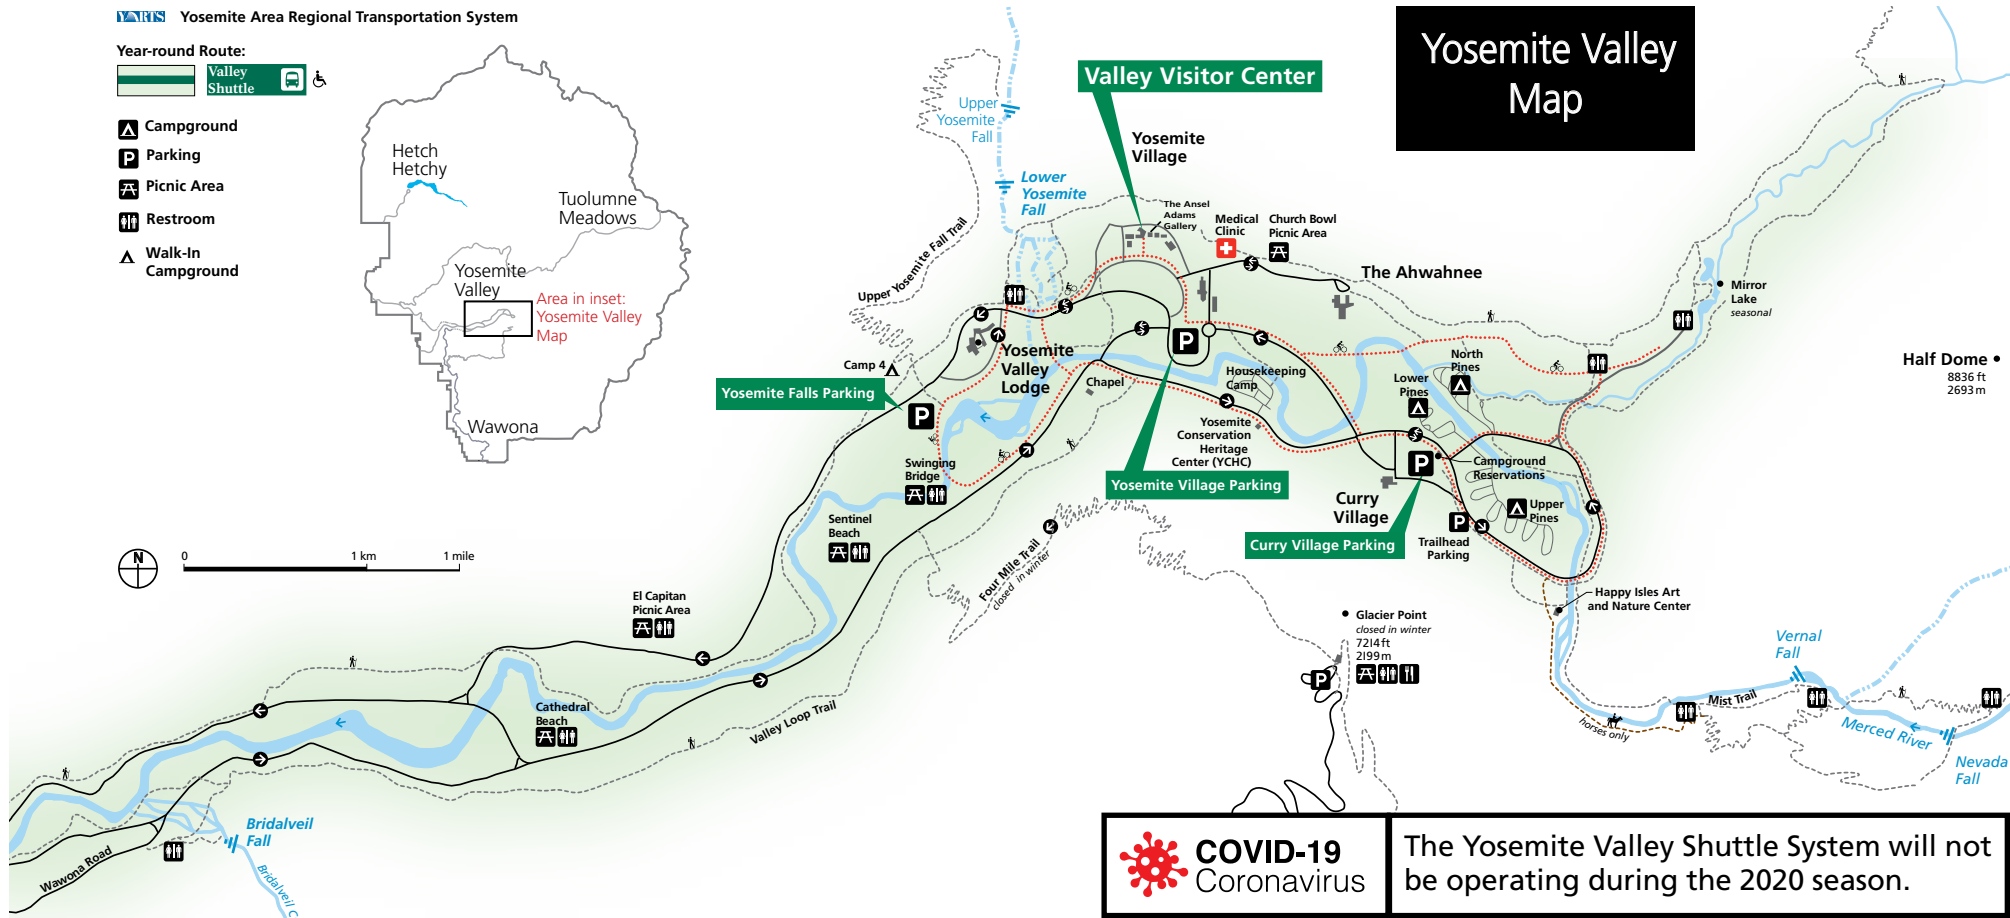 YARTS Yosemite Area Regional Transportation System
Year-round Route:
Valley
Shuttle
Campground
P Parking
Picnic Area
Restroom
Walk-In
Campground
Hetch
Hetchy
Tuolumne
Meadows
Yosemite
Valley
Area in inset:
Yosemite Valley
Map
Wawona
N
0 1 km 1 mile
Yosemite Valley
Map
Valley Visitor Center
Upper
Yosemite
Fall
Yosemite
Village
Lower
Yosemite
Fall
The Ansel
Adams
Gallery
Medical
Clinic
Church Bowl
Picnic Area
The Ahwahnee
Upper Yosemite Fall Trail
Mirror
Lake
seasonal
Half Dome
8836 ft
2693 m
Camp 4
Yosemite
Valley
Lodge
P
Yosemite Falls Parking
P
Chapel
Housekeeping
Camp
North
Pines
Lower
Pines
Yosemite
Conservation
Heritage
Center (YCHC)
Yosemite Village Parking
Swinging
Bridge
P
Campground
Reservations
Curry
Village
Upper
Pines
P
Trailhead
Parking
Curry Village Parking
Sentinel
Beach
Four Mile Trail
closed in winter
El Capitan
Picnic Area
Happy Isles Art
and Nature Center
Glacier Point
closed in winter
7214 ft
2199 m
P
Vernal
Fall
Mist Trail
horses only
Merced River
Nevada
Fall
Cathedral
Beach
Valley Loop Trail
Bridalveil
Fall
Bridalveil C
Wawona Road
COVID-19
Coronavirus
The Yosemite Valley Shuttle System will not
be operating during the 2020 season.